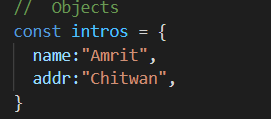 //  Objects
const intros = {
  name:"Amrit",
  addr:"Chitwan",
}